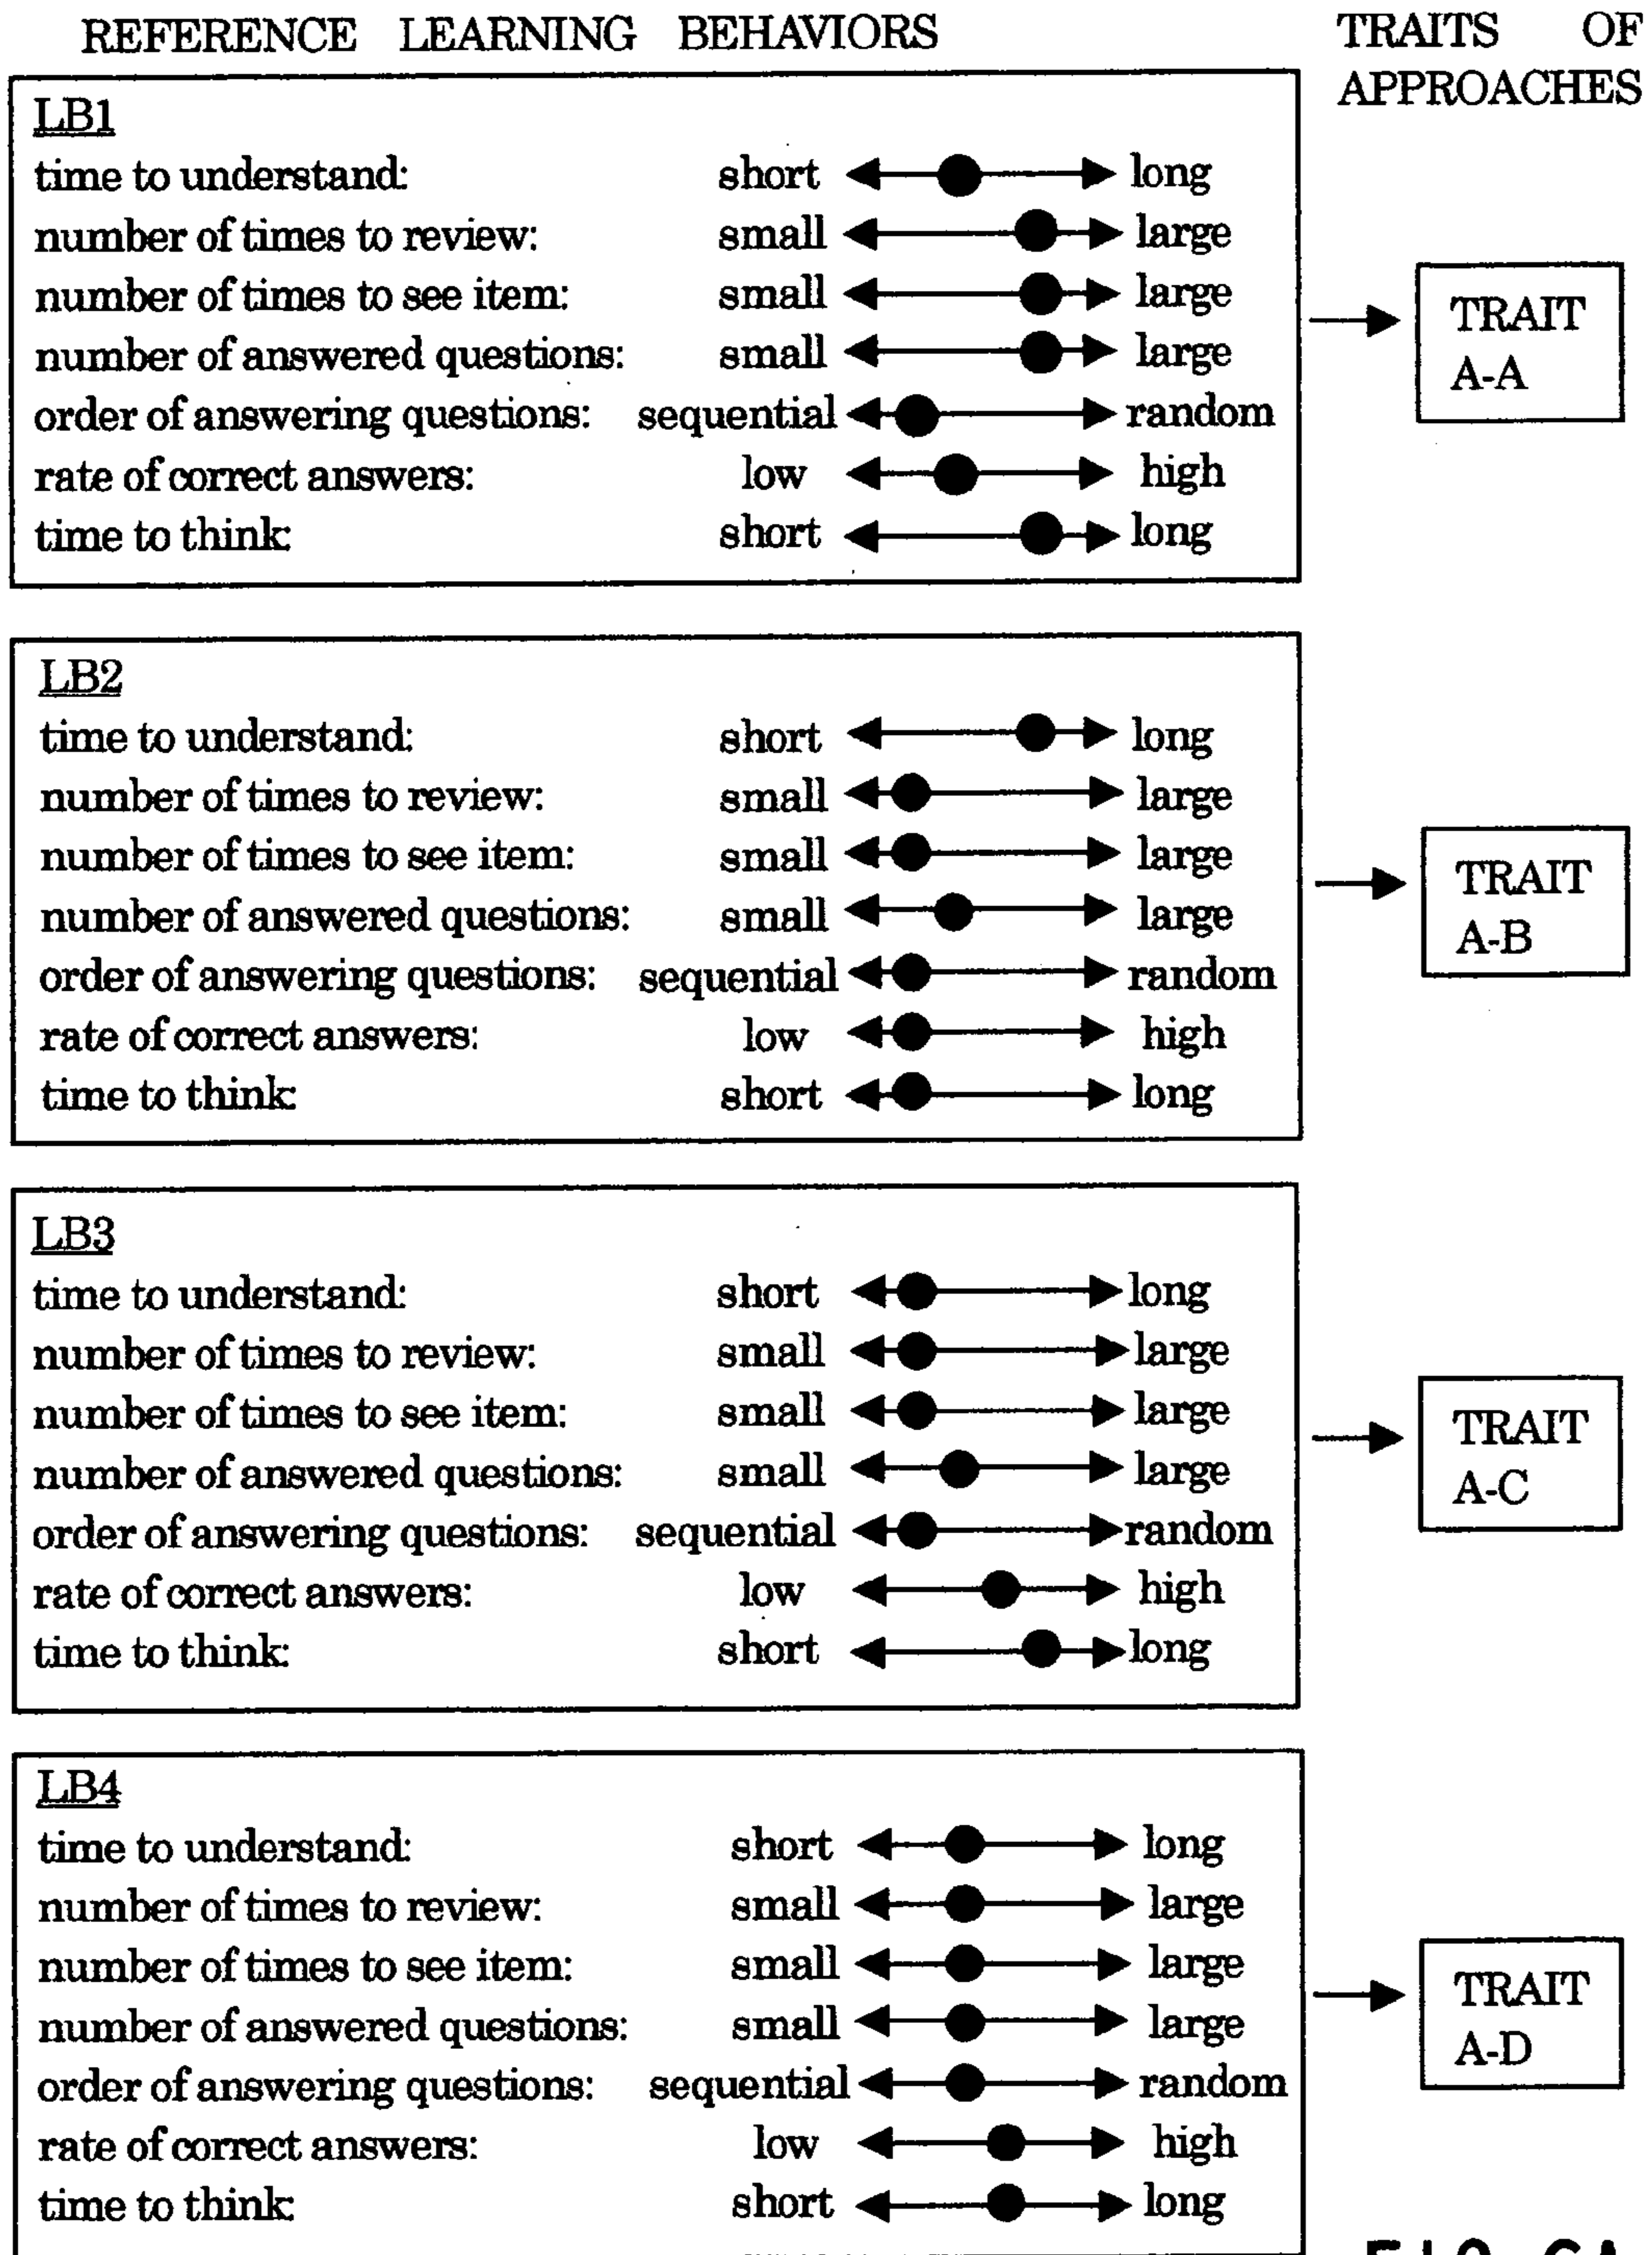 REFERENCE LEARNING BEHAVIORS
TRAITS OF
APPROACHES
LB1
time to understand: short long
number of times to review: small large
number of times to see item: small large
number of answered questions: small large
order of answering questions: sequential random
rate of correct answers: low high
time to think: short long
TRAIT
A-A
LB2
time to understand: short long
number of times to review: small large
number of times to see item: small large
number of answered questions: small large
order of answering questions: sequential random
rate of correct answers: low high
time to think: short long
TRAIT
A-B
LB3
time to understand: short long
number of times to review: small large
number of times to see item: small large
number of answered questions: small large
order of answering questions: sequential random
rate of correct answers: low high
time to think: short long
TRAIT
A-C
LB4
time to understand: short long
number of times to review: small large
number of times to see item: small large
number of answered questions: small large
order of answering questions: sequential random
rate of correct answers: low high
time to think: short long
TRAIT
A-D